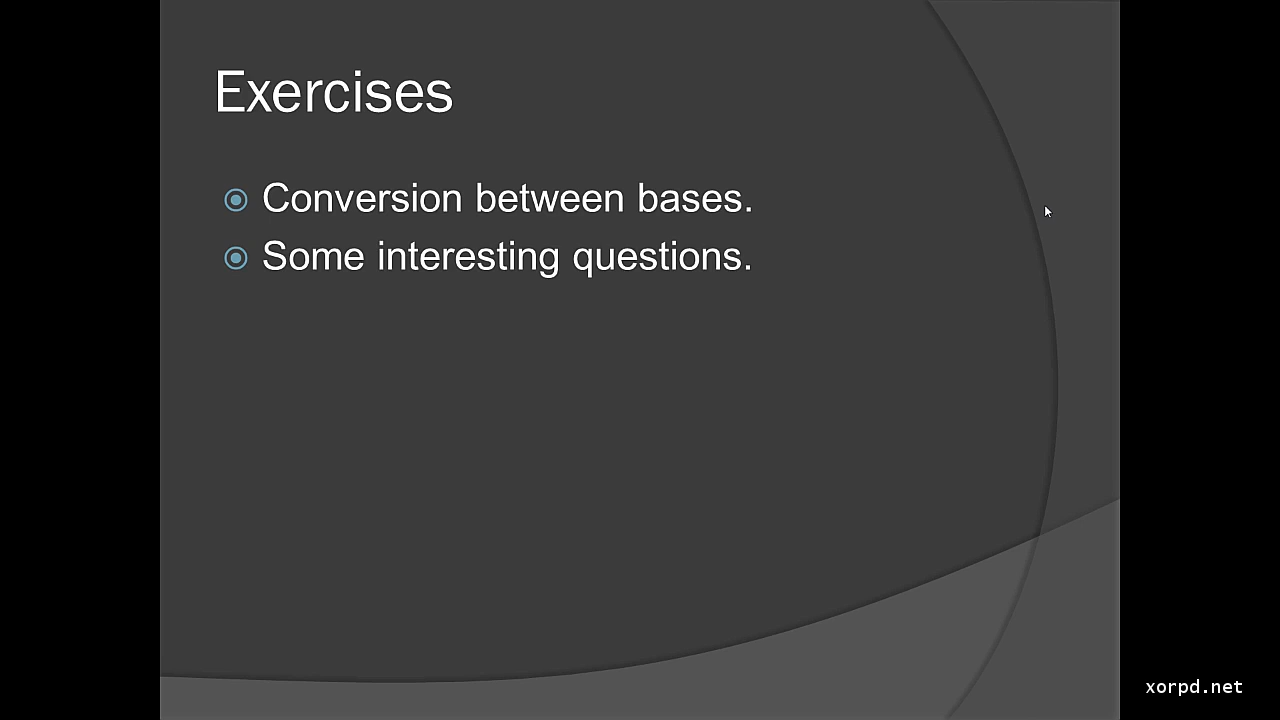 Exercises
Conversion between bases.
Some interesting questions.
xorpd.net